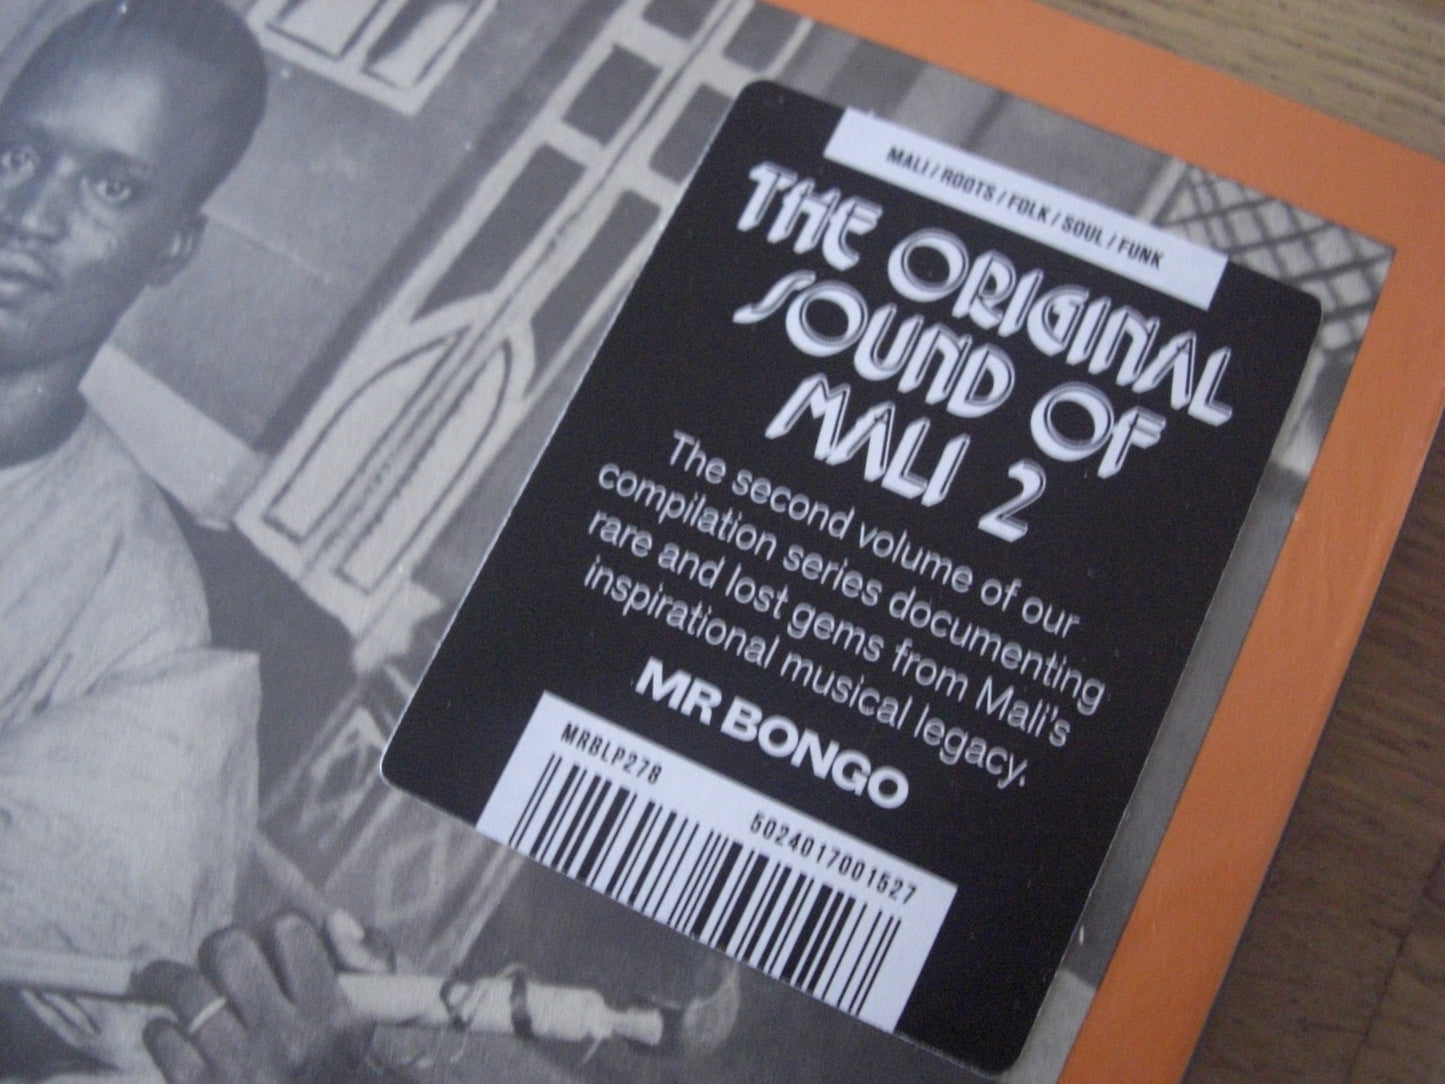 MALI / ROOTS / FOLK / SOUL / FUNK
THE ORIGINAL
SOUND OF
MALI 2
The second volume of our
compilation series documenting
rare and lost gems from Mali's
inspirational musical legacy.
MR BONGO
MRBLP278
5024017001527